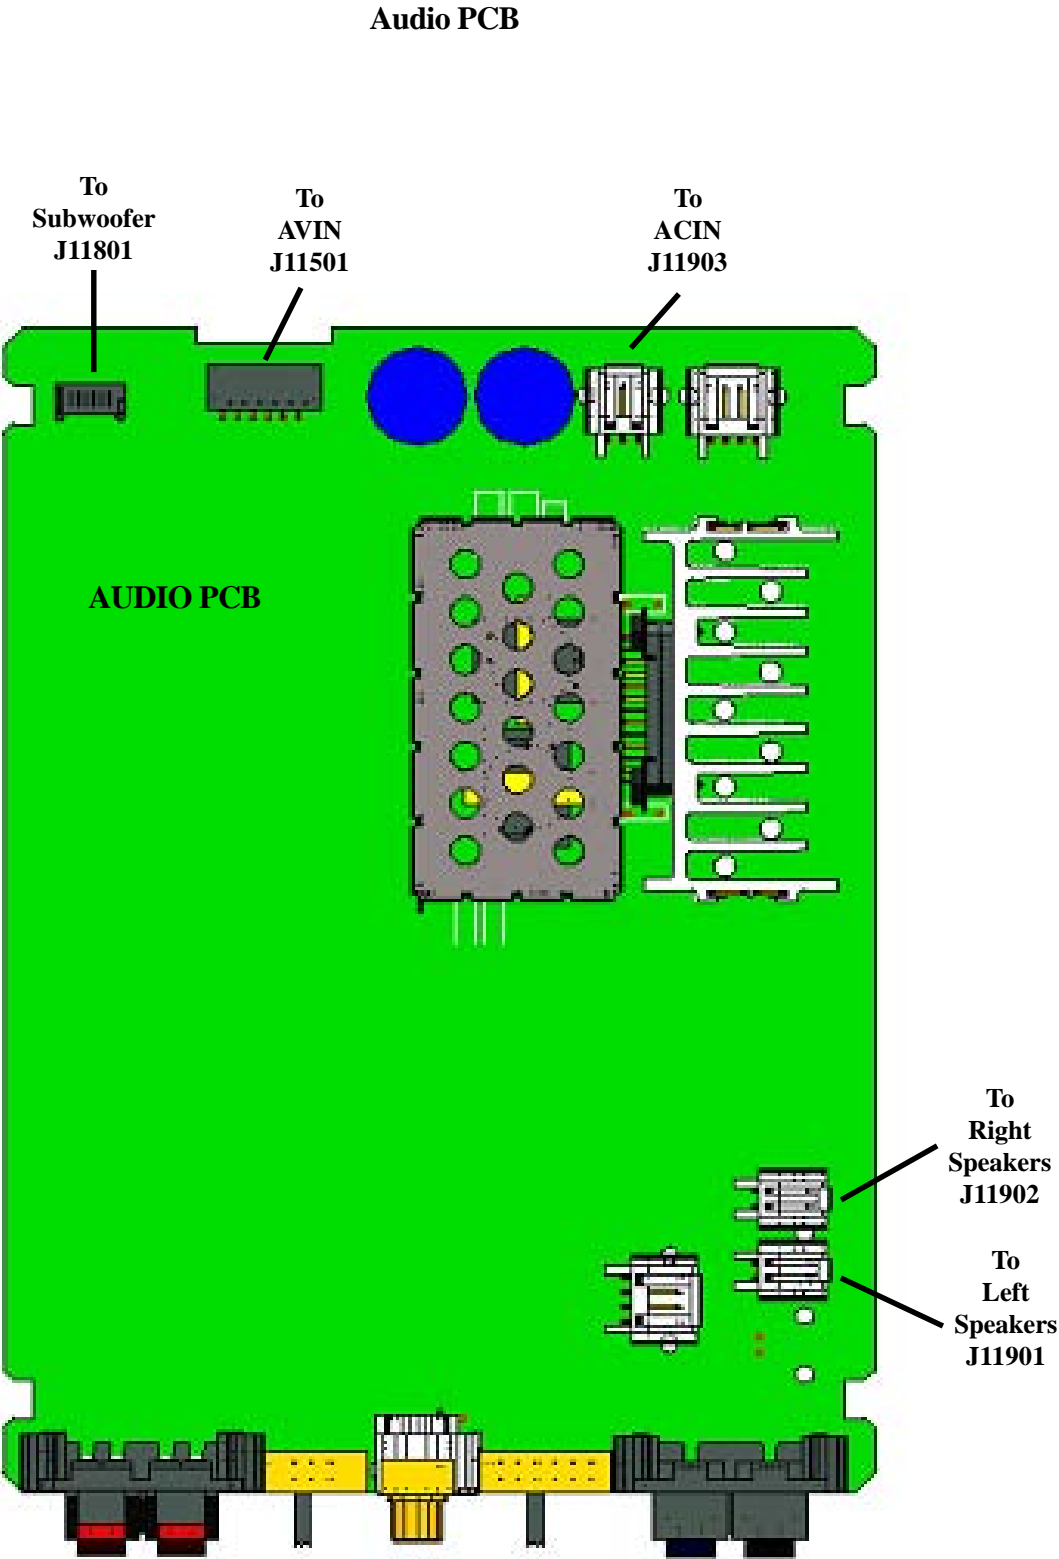 Audio PCB
To
Subwoofer
J11801
To
AVIN
J11501
To
ACIN
J11903
AUDIO PCB
To
Right
Speakers
J11902
To
Left
Speakers
J11901